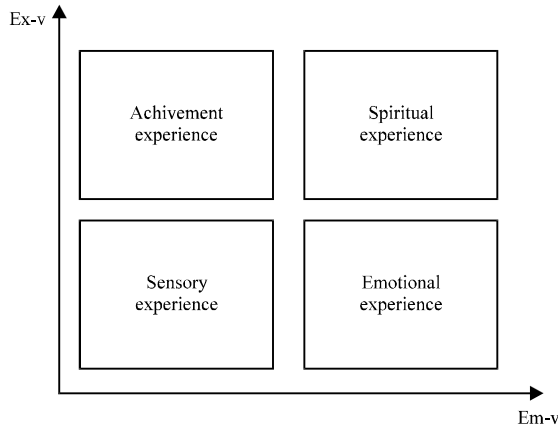 Ex-v
Achivement
experience
Spiritual
experience
Sensory
experience
Emotional
experience
Em-v